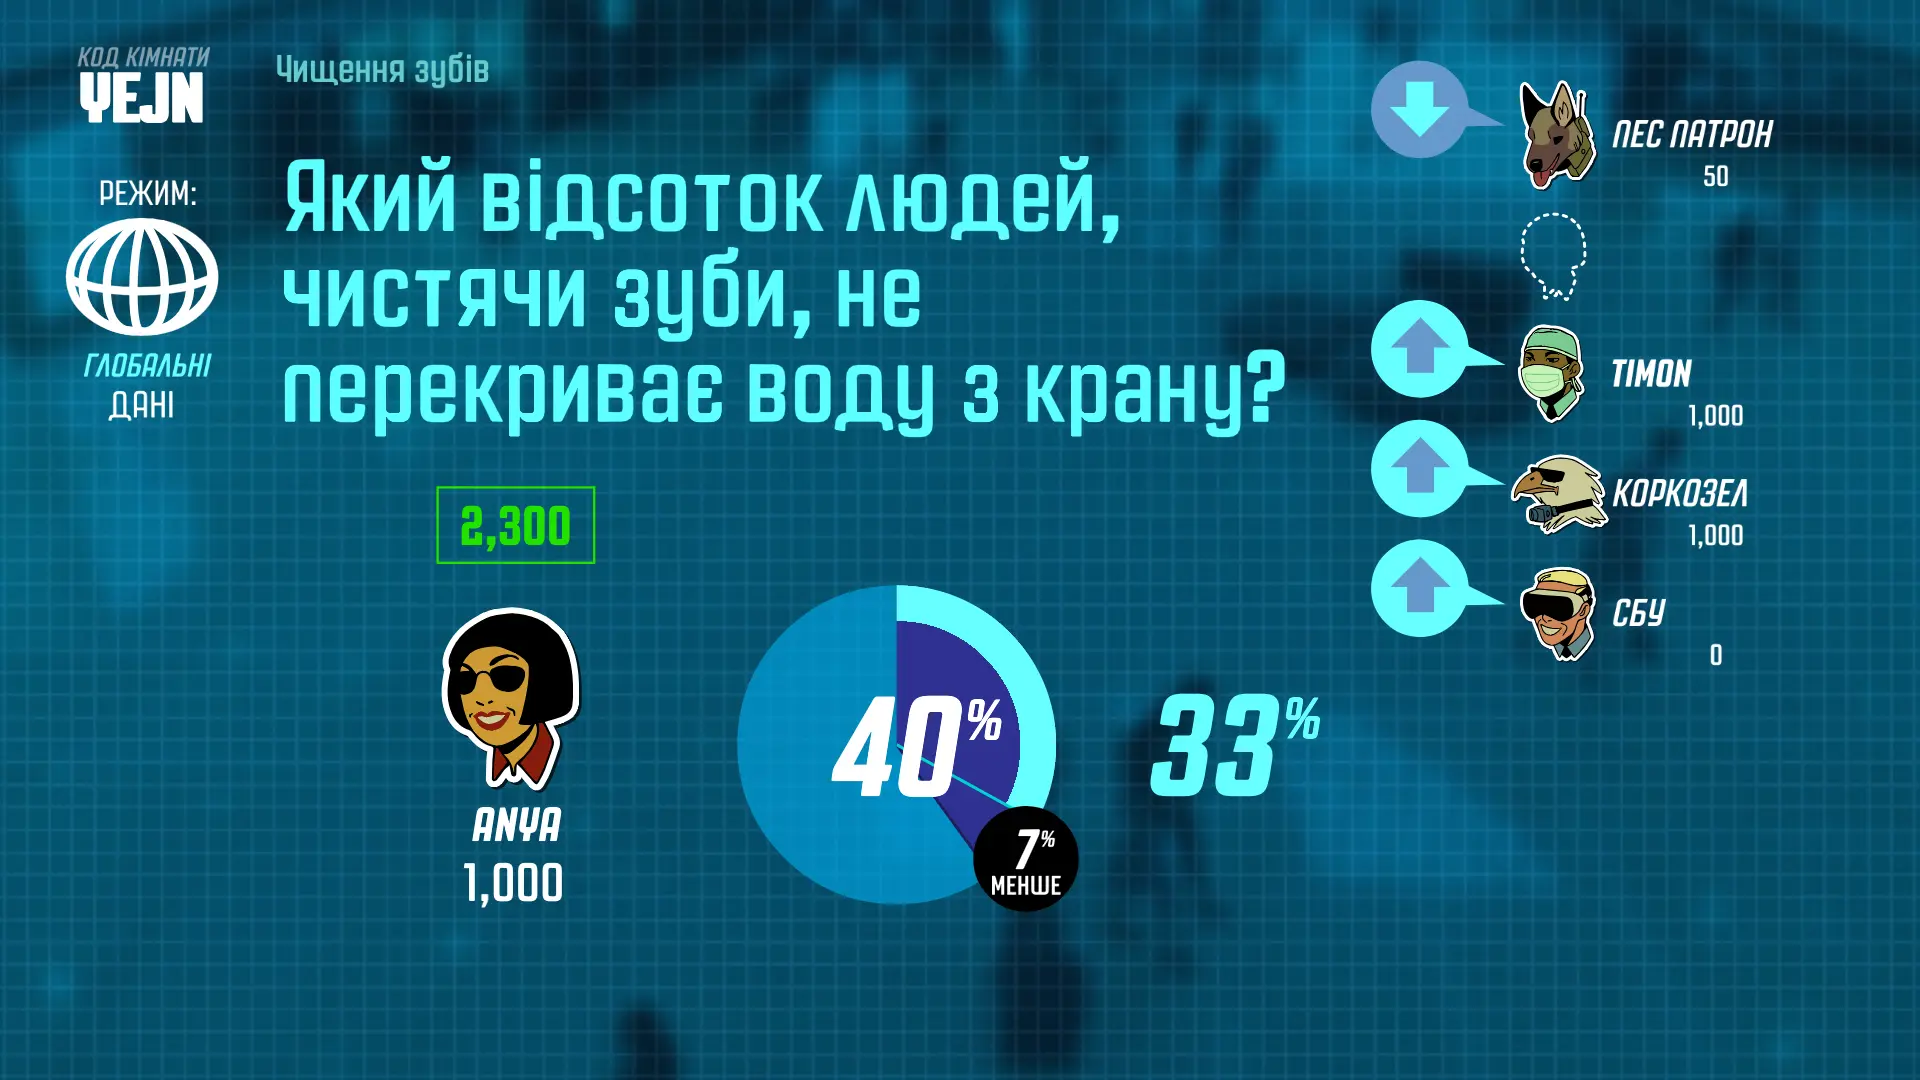 КОД КІМНАТИ
YEJN
РЕЖИМ:
ГЛОБАЛЬНІ
ДАНІ
Чищення зубів
Який відсоток людей,
чистячи зуби, не
перекриває воду з крану?
2,300
ANYA
1,000
40%
7%
МЕНШЕ
33%
ПЕС ПАТРОН
50
TIMON
1,000
КОРКОЗЕЛ
1,000
СБУ
0